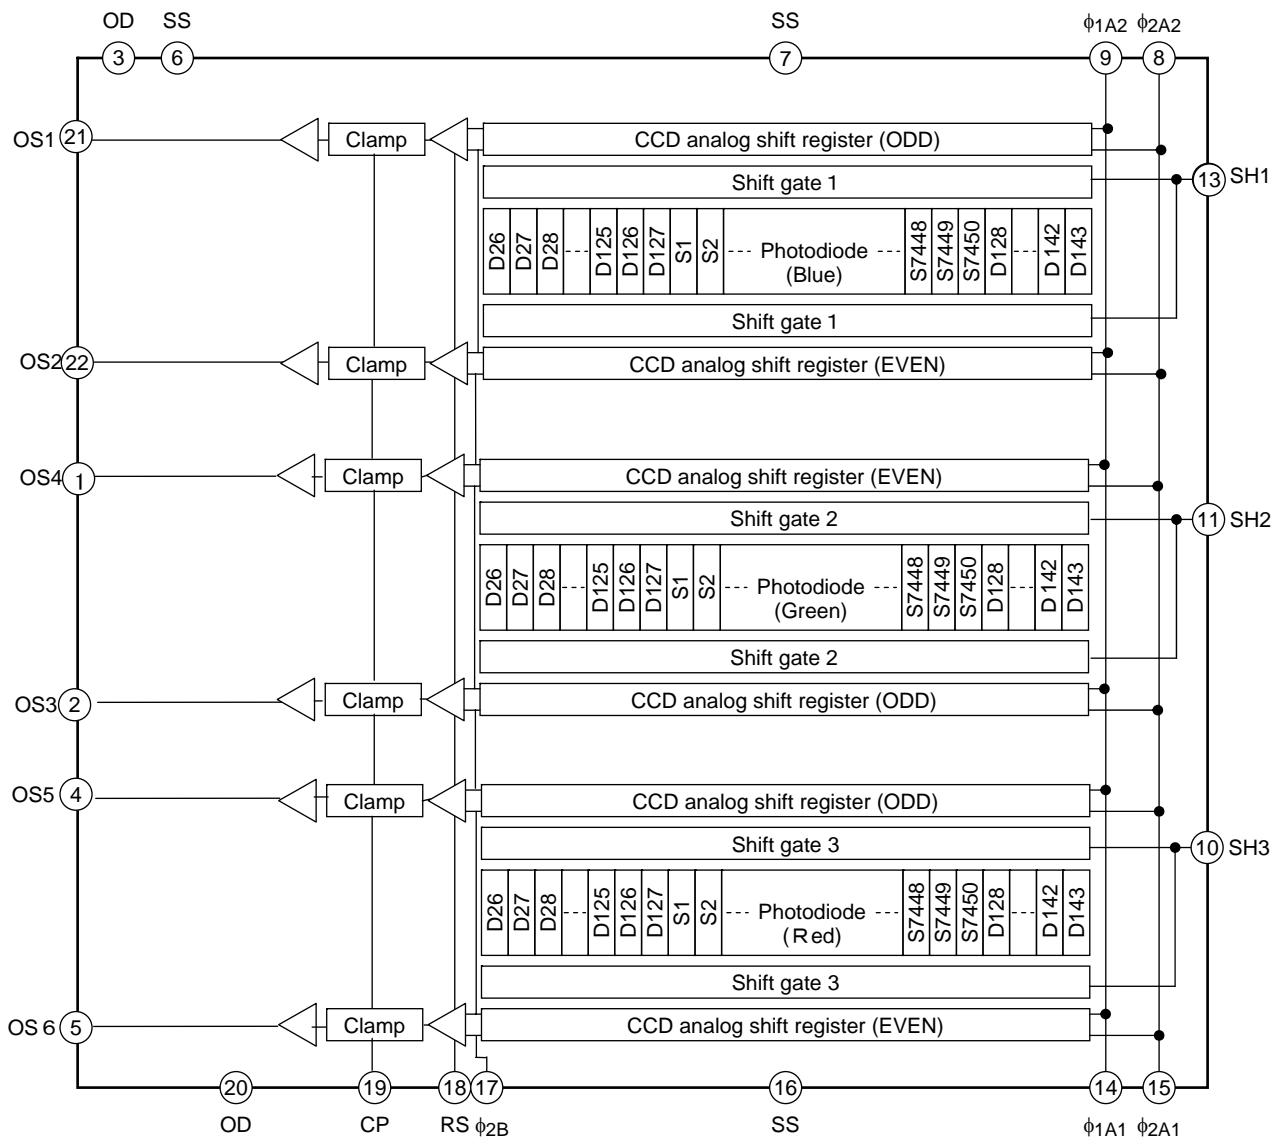 OD SS SS ϕ1A2 ϕ2A2
3 6 7 9 8
OS1 21 Clamp CCD analog shift register (ODD)
Shift gate 1 13 SH1
D26 D27 D28 ---- D125 D126 D127 S1 S2 --- Photodiode --- S7448 S7449 S7450 D128 ---- D142 D143
(Blue)
Shift gate 1
OS2 22 Clamp CCD analog shift register (EVEN)
OS4 1 Clamp CCD analog shift register (EVEN)
Shift gate 2 11 SH2
D26 D27 D28 ---- D125 D126 D127 S1 S2 --- Photodiode --- S7448 S7449 S7450 D128 ---- D142 D143
(Green)
Shift gate 2
OS3 2 Clamp CCD analog shift register (ODD)
OS5 4 Clamp CCD analog shift register (ODD)
Shift gate 3 10 SH3
D26 D27 D28 ---- D125 D126 D127 S1 S2 --- Photodiode --- S7448 S7449 S7450 D128 ---- D142 D143
(Red)
Shift gate 3
OS 6 5 Clamp CCD analog shift register (EVEN)
20 19 18 17 16 14 15
OD CP RS ϕ2B SS ϕ1A1 ϕ2A1